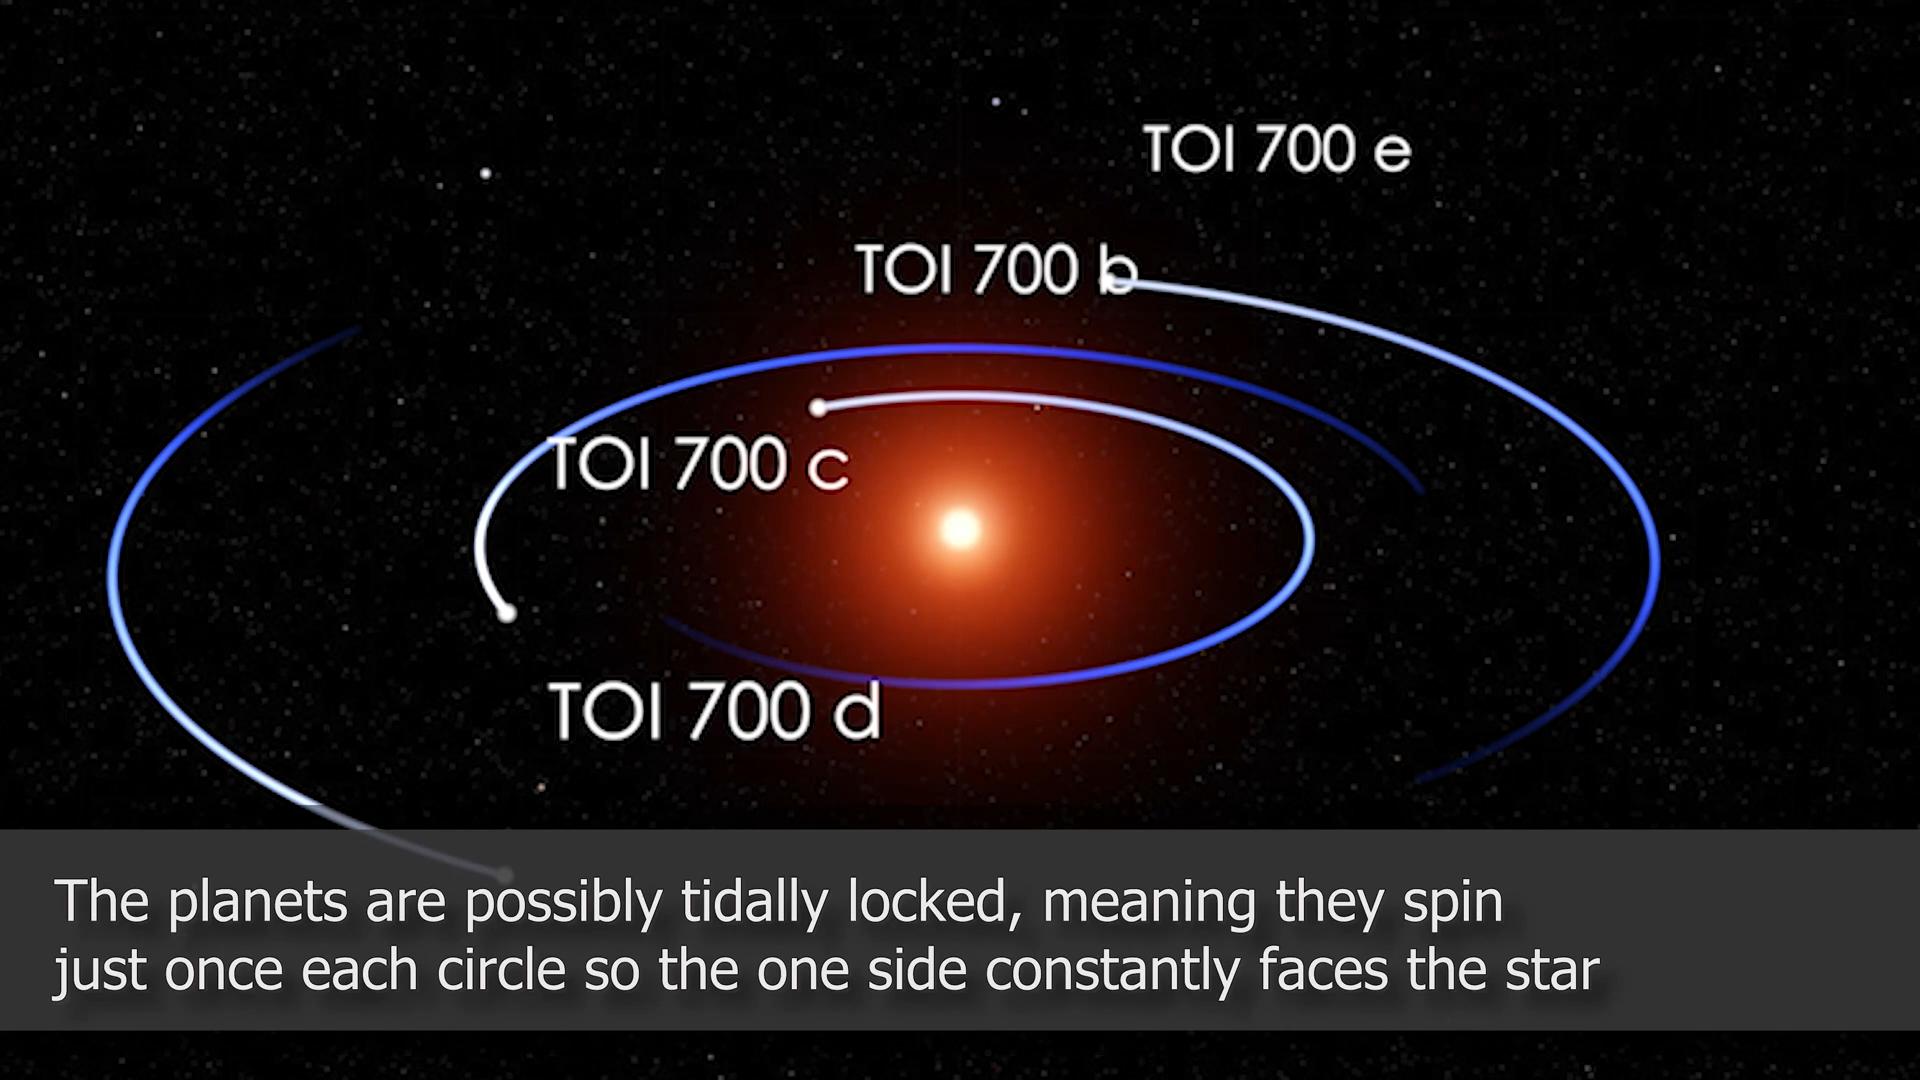 TOI 700 e
TOI 700 b
TOI 700 c
TOI 700 d
The planets are possibly tidally locked, meaning they spin
just once each circle so the one side constantly faces the star